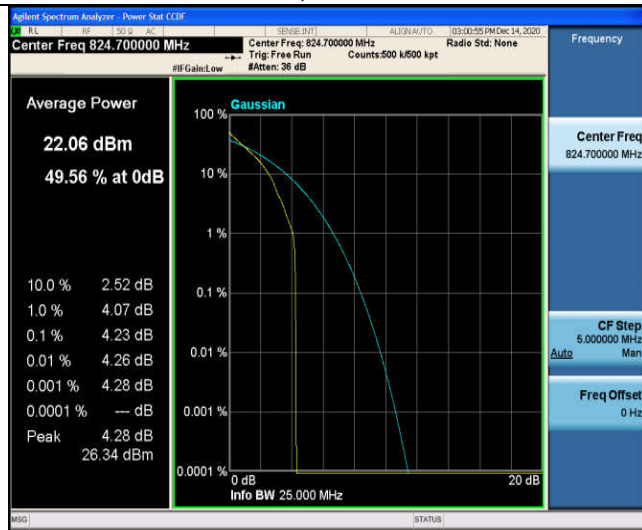 Agilent Spectrum Analyzer - Power Stat CCDF
RL RF 50 Ω AC SENSE:INT ALIGN AUTO 03:00:55 PM Dec 14, 2020
Center Freq 824.700000 MHz
Center Freq: 824.700000 MHz Radio Std: None
Trig: Free Run Counts:500 k/500 kpt
#IFGain:Low #Atten: 36 dB
Frequency
Average Power
22.06 dBm
49.56 % at 0dB
10.0 % 2.52 dB
1.0 % 4.07 dB
0.1 % 4.23 dB
0.01 % 4.26 dB
0.001 % 4.28 dB
0.0001 % --- dB
Peak 4.28 dB
26.34 dBm
Gaussian
100 %
10 %
1 %
0.1 %
0.01 %
0.001 %
0.0001 %
0 dB 20 dB
Info BW 25.000 MHz
Center Freq
824.700000 MHz
CF Step
5.000000 MHz
Auto Man
Freq Offset
0 Hz
MSG STATUS